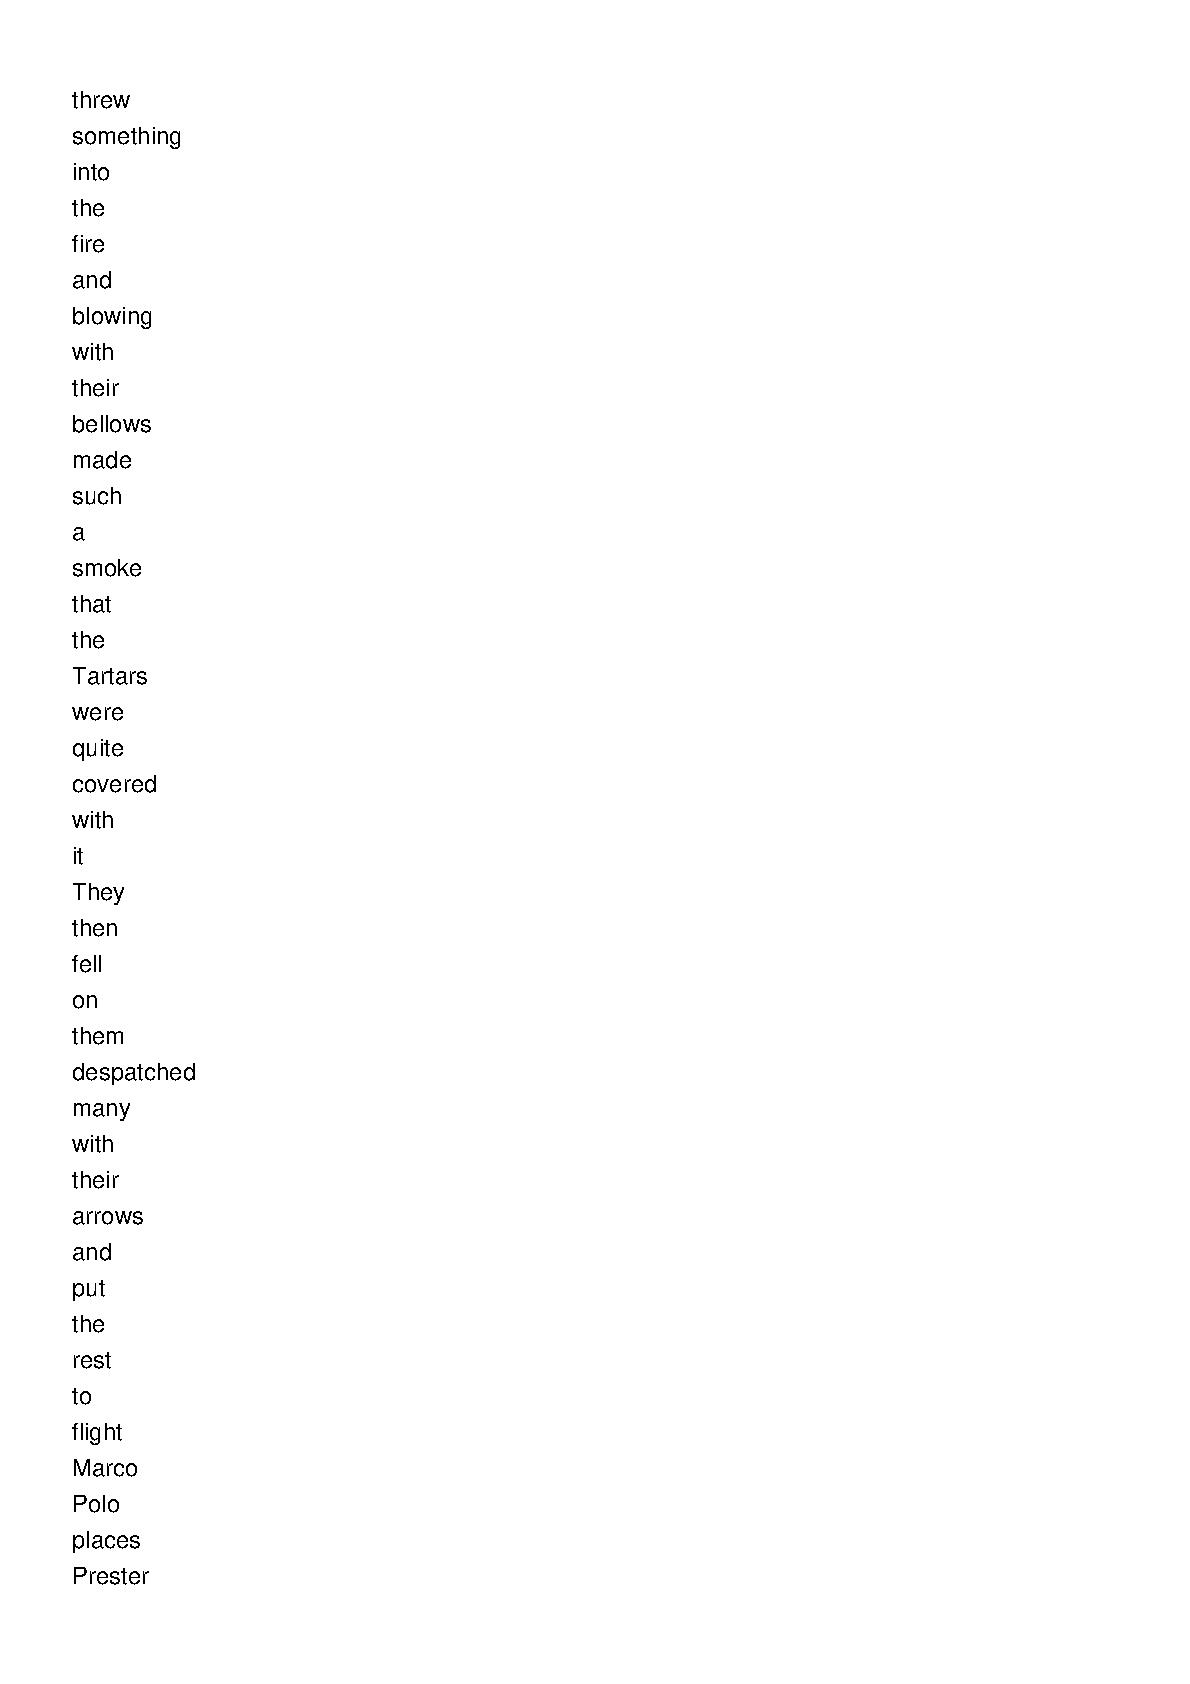 threw
something
into
the
fire
and
blowing
with
their
bellows
made
such
a
smoke
that
the
Tartars
were
quite
covered
with
it
They
then
fell
on
them
despatched
many
with
their
arrows
and
put
the
rest
to
flight
Marco
Polo
places
Prester